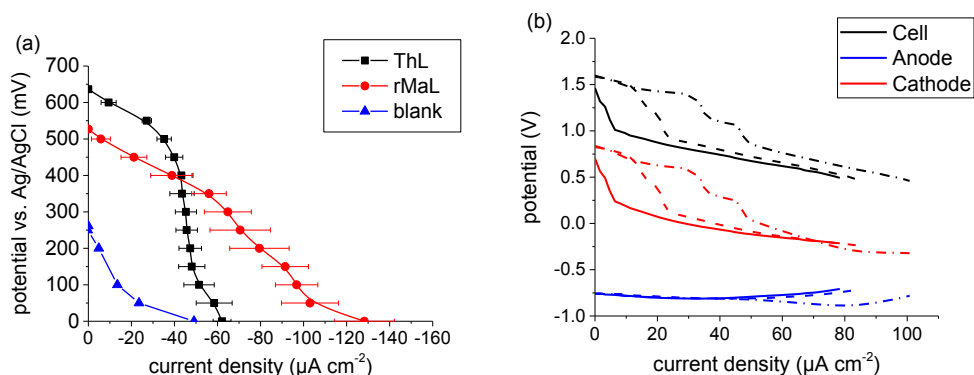 (a)
ThL
rMaL
blank
700
600
500
400
300
200
100
0
potential vs. Ag/AgCl (mV)
0 -20 -40 -60 -80 -100 -120 -140 -160
current density (µA cm-2)
(b)
Cell
Anode
Cathode
2.0
1.5
1.0
0.5
0.0
-0.5
-1.0
potential (V)
0 20 40 60 80 100
current density (µA cm-2)